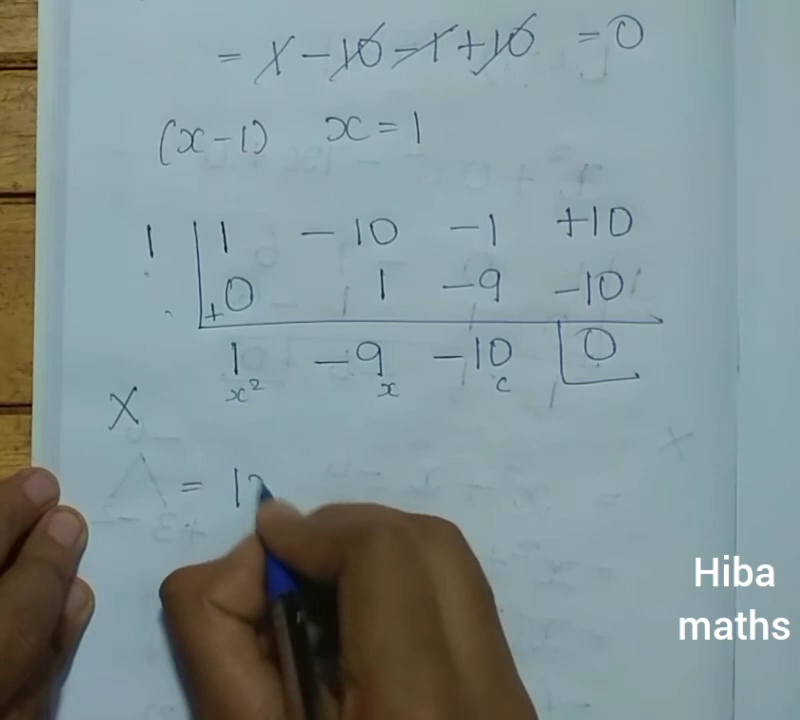 = x - 10 - x + 10 = 0
(x - 1) x = 1
1 1 - 10 - 1 + 10
+ 0 1 - 9 - 10
1 - 9 - 10 0
x² x c
X
= 1
Hiba
maths